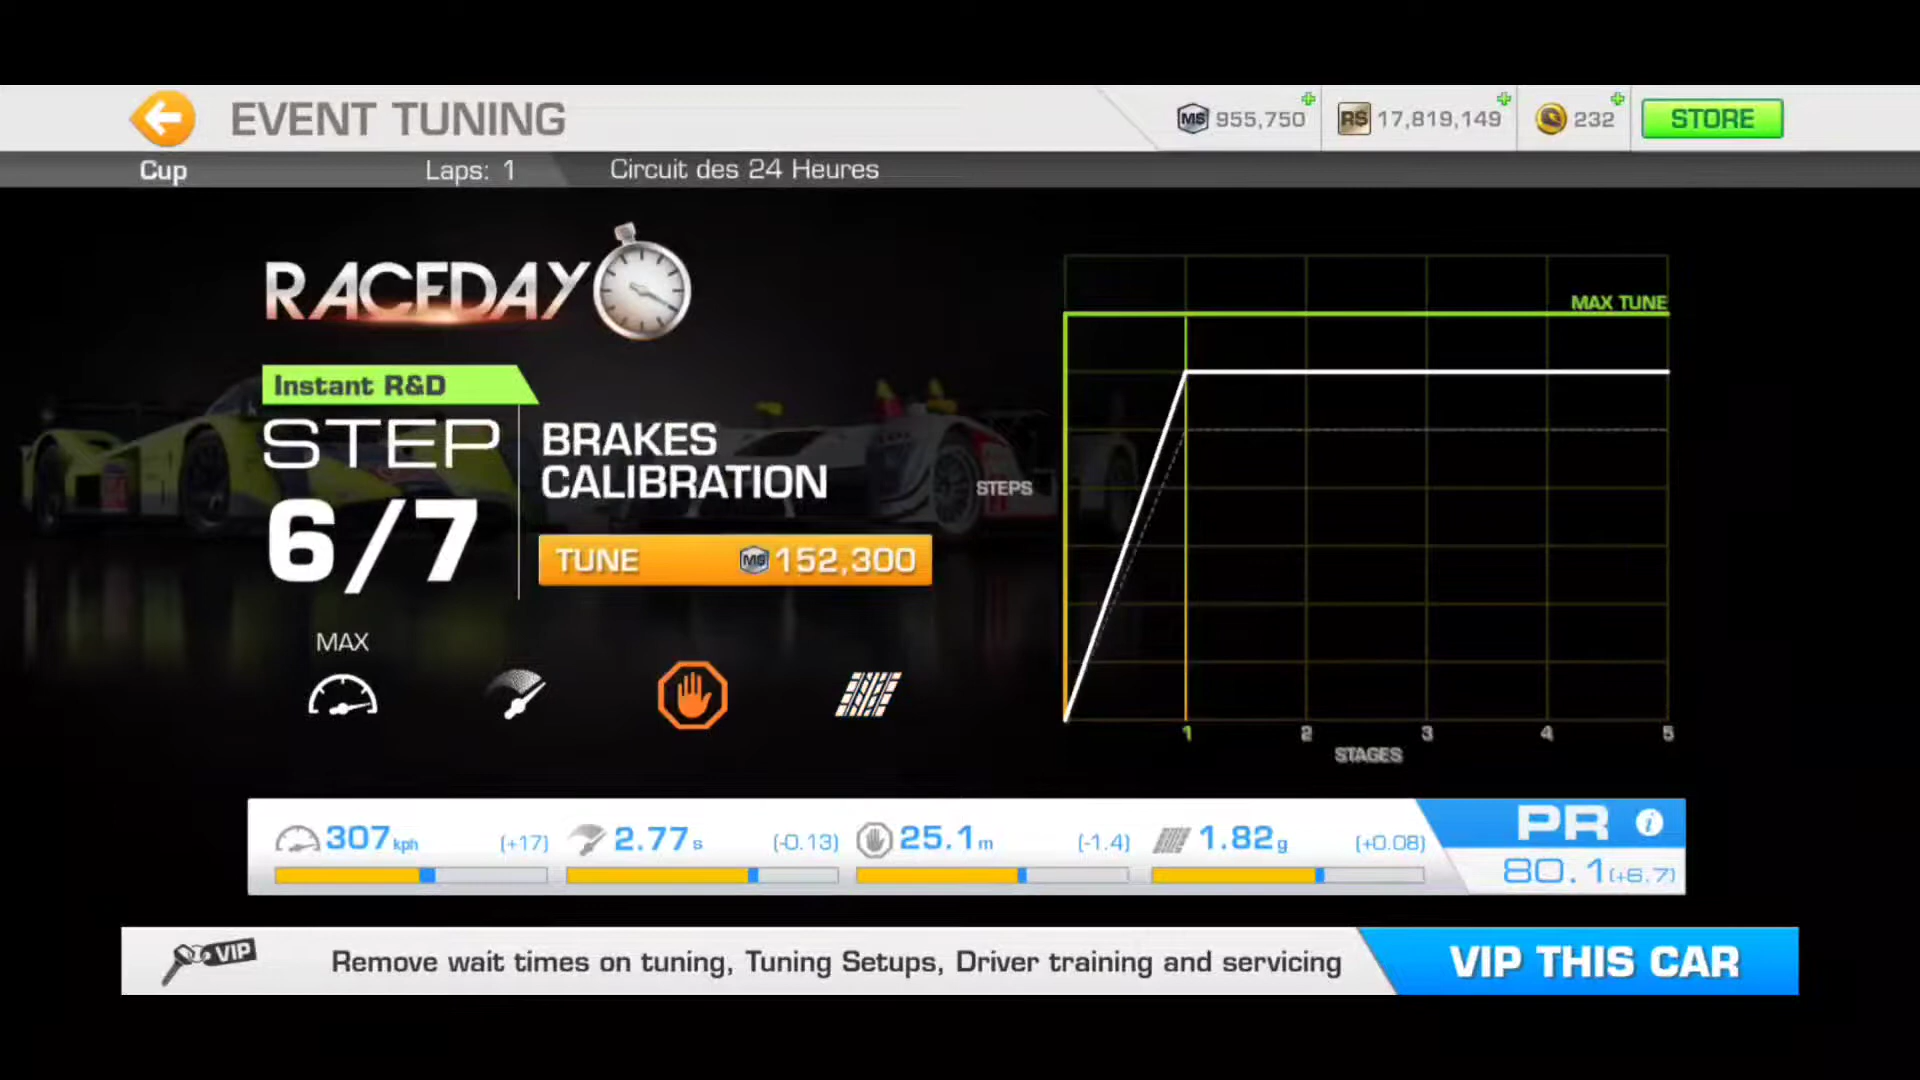 EVENT TUNING
MS 955,750
RS 17,819,149
232
STORE
Cup
Laps: 1
Circuit des 24 Heures
RACEDAY
Instant R&D
STEP
6/7
BRAKES
CALIBRATION
TUNE MS 152,300
MAX
MAX TUNE
STEPS
1 2 3 4 5
STAGES
307 kph (+17)
2.77 s (-0.13)
25.1 m (-1.4)
1.82 g (+0.08)
PR i
80.1 (+6.7)
VIP
Remove wait times on tuning, Tuning Setups, Driver training and servicing
VIP THIS CAR